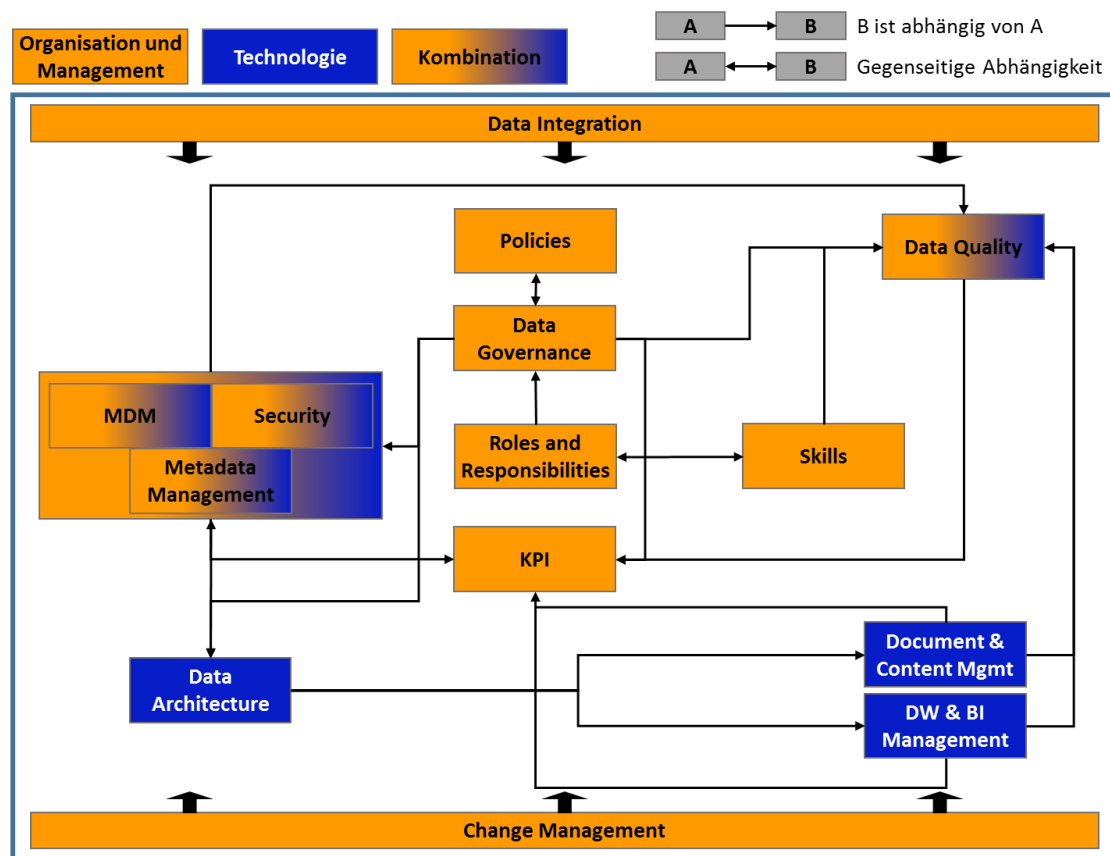 Organisation und
Management
Technologie
Kombination
A
B
B ist abhängig von A
A
B
Gegenseitige Abhängigkeit
Data Integration
Policies
Data Quality
Data
Governance
MDM
Security
Metadata
Management
Roles and
Responsibilities
Skills
KPI
Document &
Content Mgmt
Data
Architecture
DW & BI
Management
Change Management